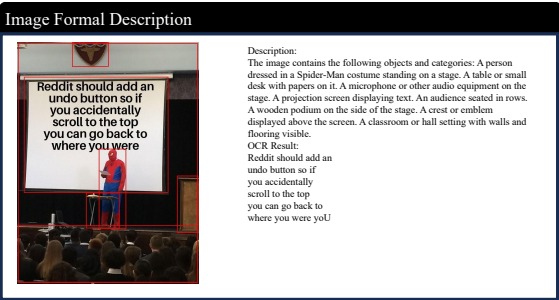 Image Formal Description
Reddit should add an
undo button so if
you accidentally
scroll to the top
you can go back to
where you were
Description:
The image contains the following objects and categories: A person
dressed in a Spider-Man costume standing on a stage. A table or small
desk with papers on it. A microphone or other audio equipment on the
stage. A projection screen displaying text. An audience seated in rows.
A wooden podium on the side of the stage. A crest or emblem
displayed above the screen. A classroom or hall setting with walls and
flooring visible.
OCR Result:
Reddit should add an
undo button so if
you accidentally
scroll to the top
you can go back to
where you were yoU